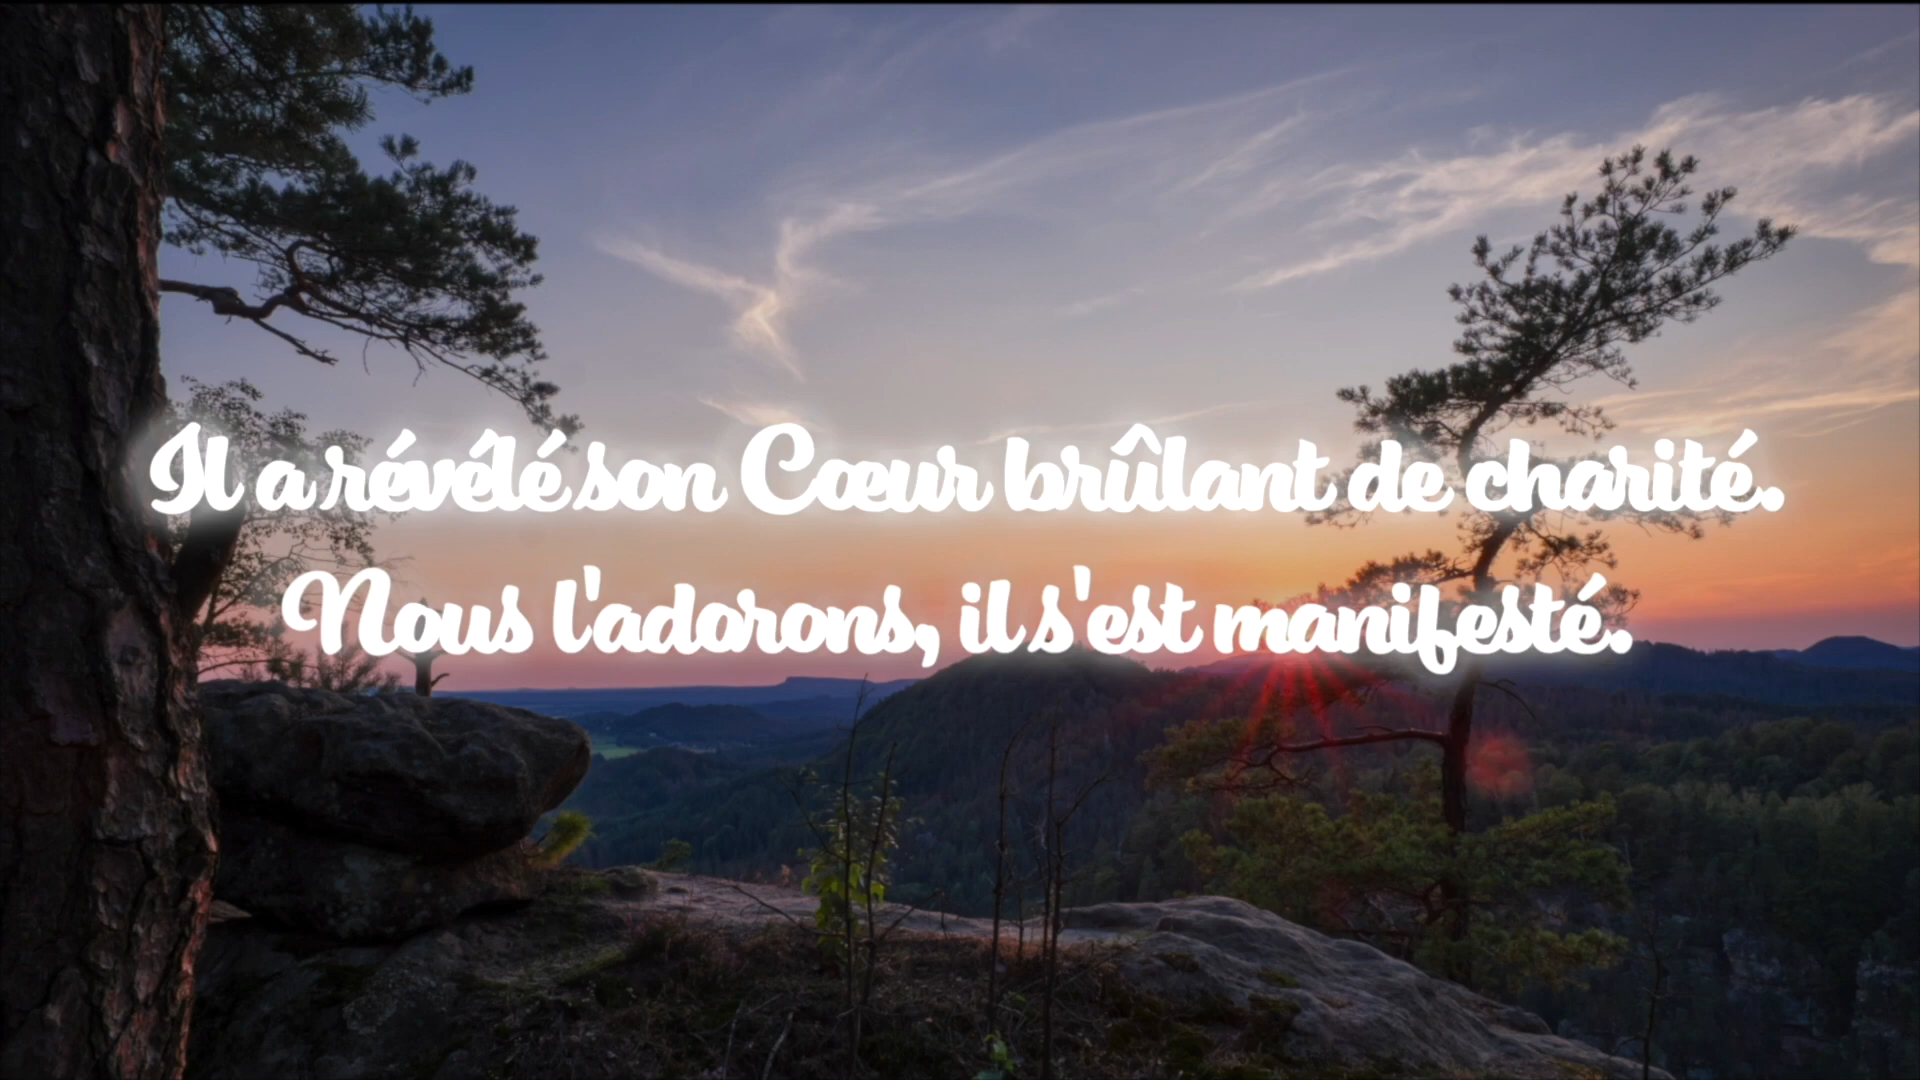 Il a révélé son Cœur brûlant de charité.
Nous l'adorons, il s'est manifesté.